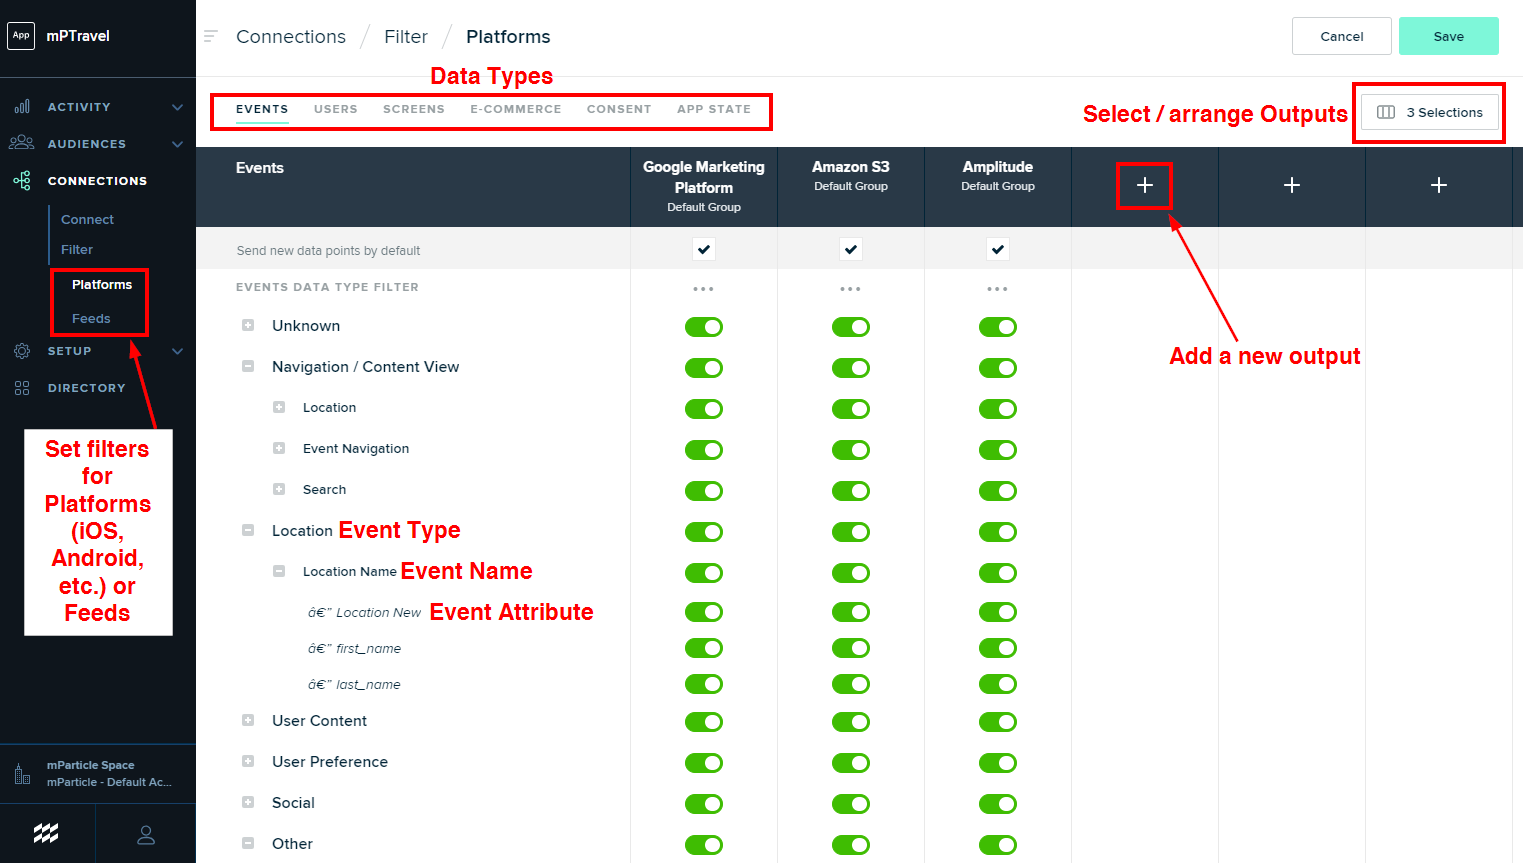 App
mPTravel
Connections / Filter / Platforms
Cancel
Save
Data Types
EVENTS USERS SCREENS E-COMMERCE CONSENT APP STATE
Select / arrange Outputs
3 Selections
ACTIVITY
AUDIENCES
CONNECTIONS
Connect
Filter
Platforms
Feeds
SETUP
DIRECTORY
Set filters
for
Platforms
(iOS,
Android,
etc.) or
Feeds
mParticle Space
mParticle - Default Ac...
Events
Google Marketing
Platform
Default Group
Amazon S3
Default Group
Amplitude
Default Group
+ + +
Add a new output
Send new data points by default
EVENTS DATA TYPE FILTER
Unknown
Navigation / Content View
Location
Event Navigation
Search
Location Event Type
Location Name Event Name
â€" Location New Event Attribute
â€" first_name
â€" last_name
User Content
User Preference
Social
Other